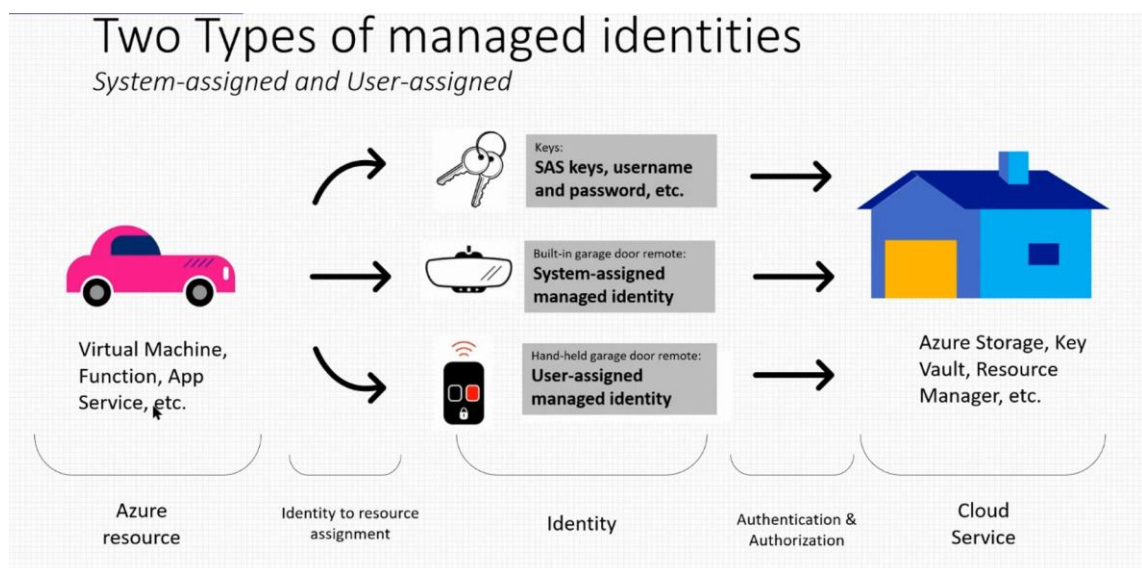 Two Types of managed identities
System-assigned and User-assigned
Keys:
SAS keys, username
and password, etc.
Built-in garage door remote:
System-assigned
managed identity
Hand-held garage door remote:
User-assigned
managed identity
Virtual Machine,
Function, App
Service, etc.
Azure Storage, Key
Vault, Resource
Manager, etc.
Azure
resource
Identity to resource
assignment
Identity
Authentication &
Authorization
Cloud
Service